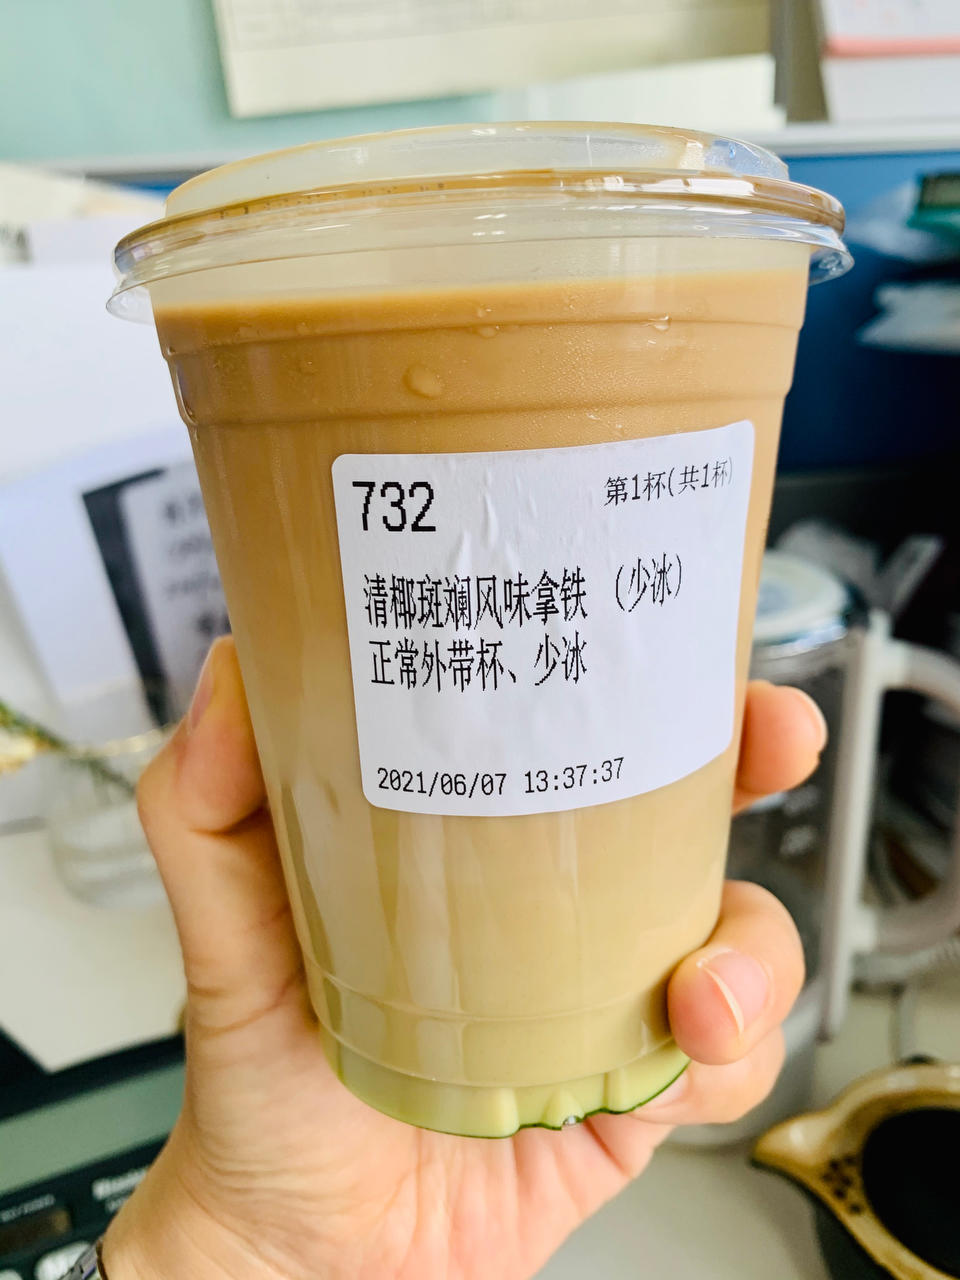 732
第1杯(共1杯)
清椰斑斓风味拿铁 （少冰）
正常外带杯、少冰
2021/06/07 13:37:37